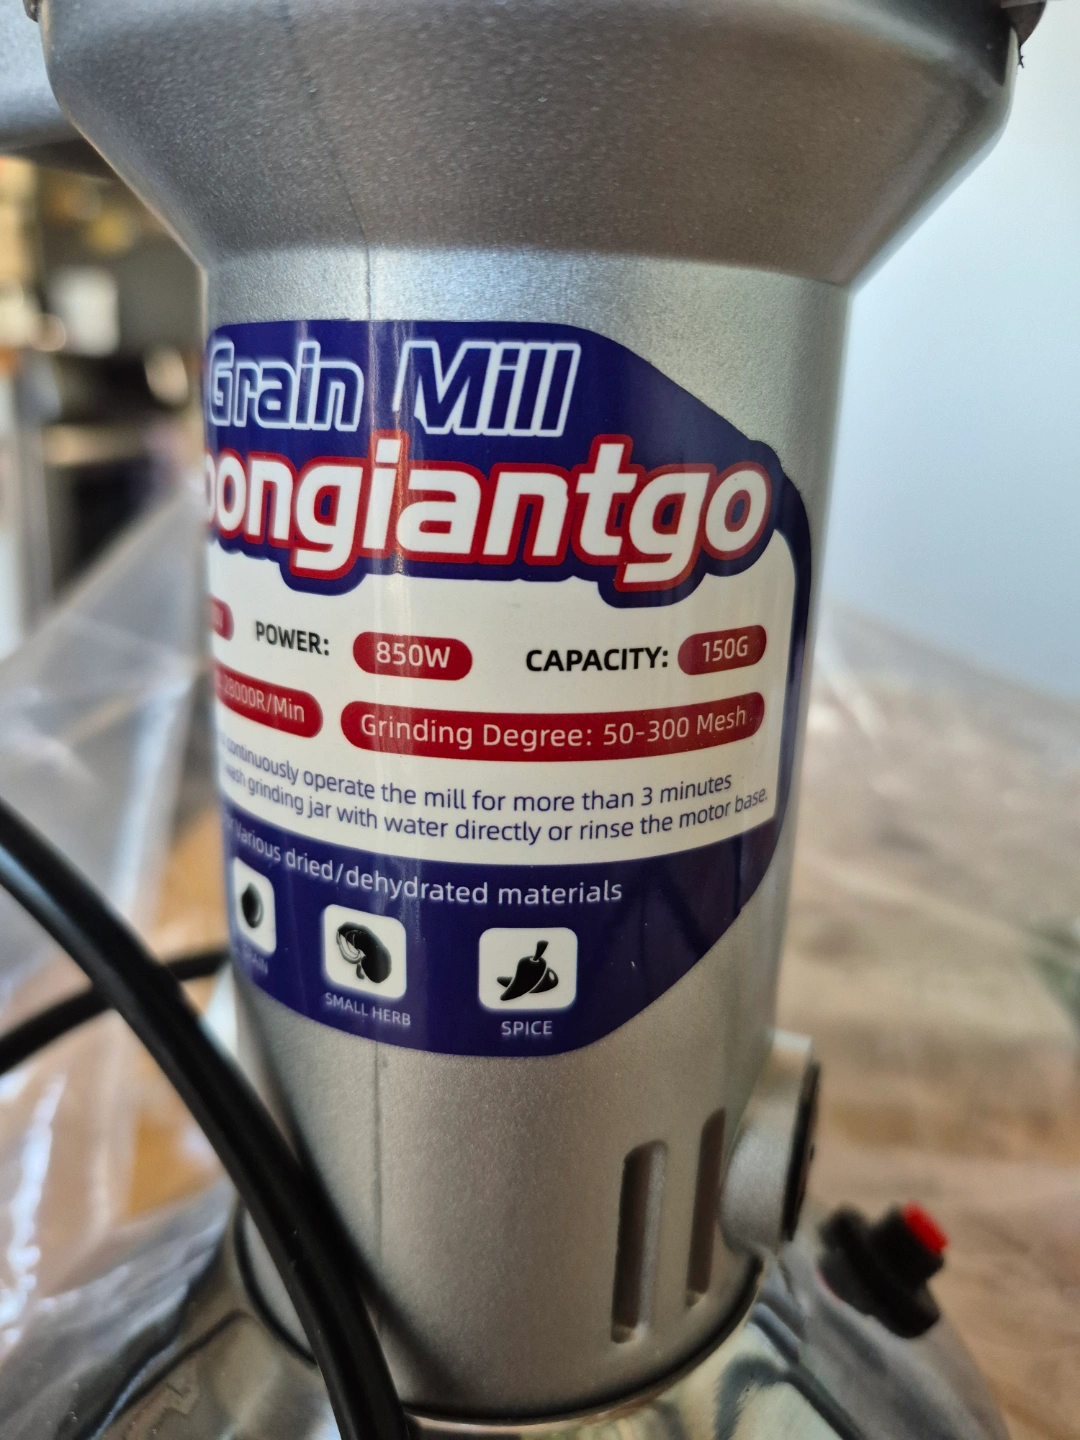 Grain Mill
ongiantgo
POWER: 850W CAPACITY: 150G
28000R/Min Grinding Degree: 50-300 Mesh
continuously operate the mill for more than 3 minutes
wash grinding jar with water directly or rinse the motor base.
various dried/dehydrated materials
SMALL HERB SPICE